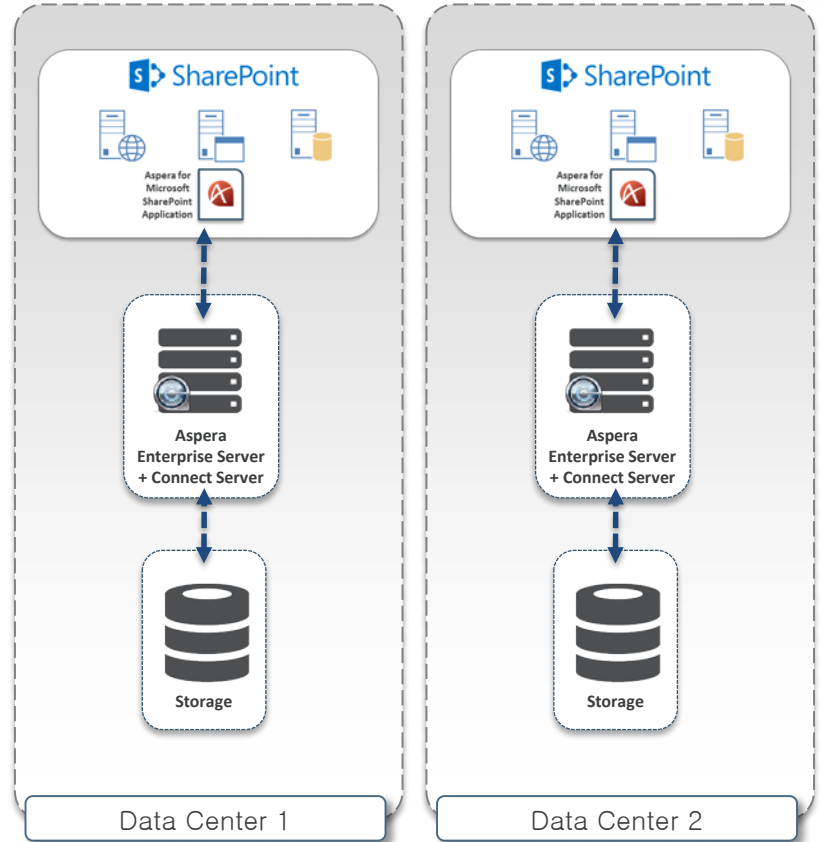 S SharePoint
Aspera for
Microsoft
SharePoint
Application
Aspera
Enterprise Server
+ Connect Server
Storage
Data Center 1
S SharePoint
Aspera for
Microsoft
SharePoint
Application
Aspera
Enterprise Server
+ Connect Server
Storage
Data Center 2